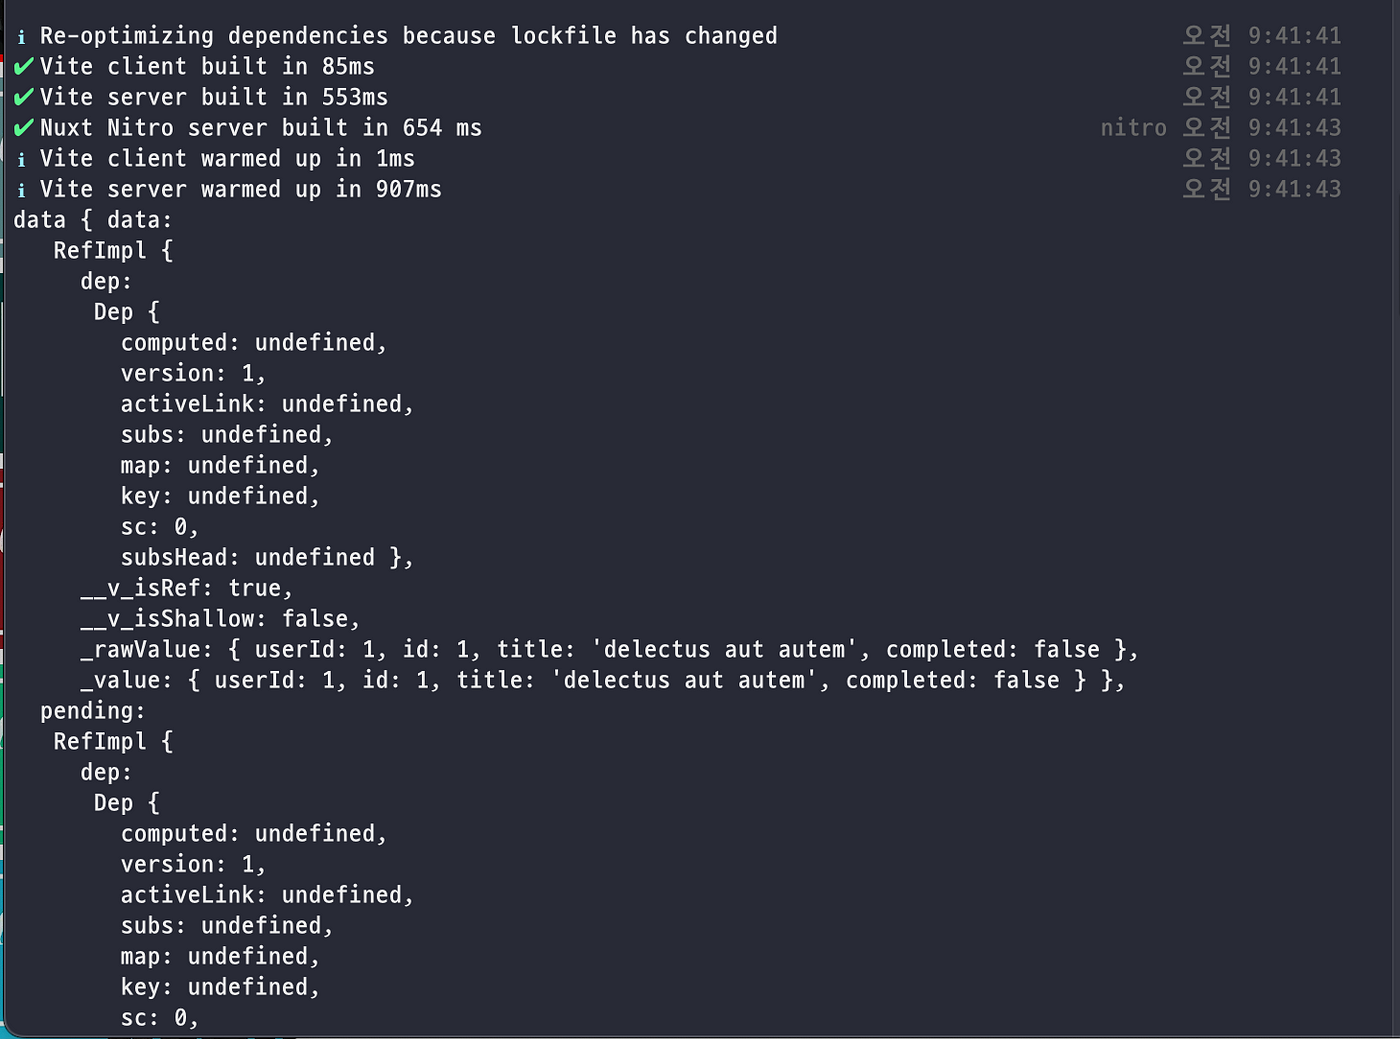 ℹ Re-optimizing dependencies because lockfile has changed 오전 9:41:41
✔ Vite client built in 85ms 오전 9:41:41
✔ Vite server built in 553ms 오전 9:41:41
✔ Nuxt Nitro server built in 654 ms nitro 오전 9:41:43
ℹ Vite client warmed up in 1ms 오전 9:41:43
ℹ Vite server warmed up in 907ms 오전 9:41:43
data { data:
   RefImpl {
     dep:
      Dep {
        computed: undefined,
        version: 1,
        activeLink: undefined,
        subs: undefined,
        map: undefined,
        key: undefined,
        sc: 0,
        subsHead: undefined },
     __v_isRef: true,
     __v_isShallow: false,
     _rawValue: { userId: 1, id: 1, title: 'delectus aut autem', completed: false },
     _value: { userId: 1, id: 1, title: 'delectus aut autem', completed: false } },
  pending:
   RefImpl {
     dep:
      Dep {
        computed: undefined,
        version: 1,
        activeLink: undefined,
        subs: undefined,
        map: undefined,
        key: undefined,
        sc: 0,